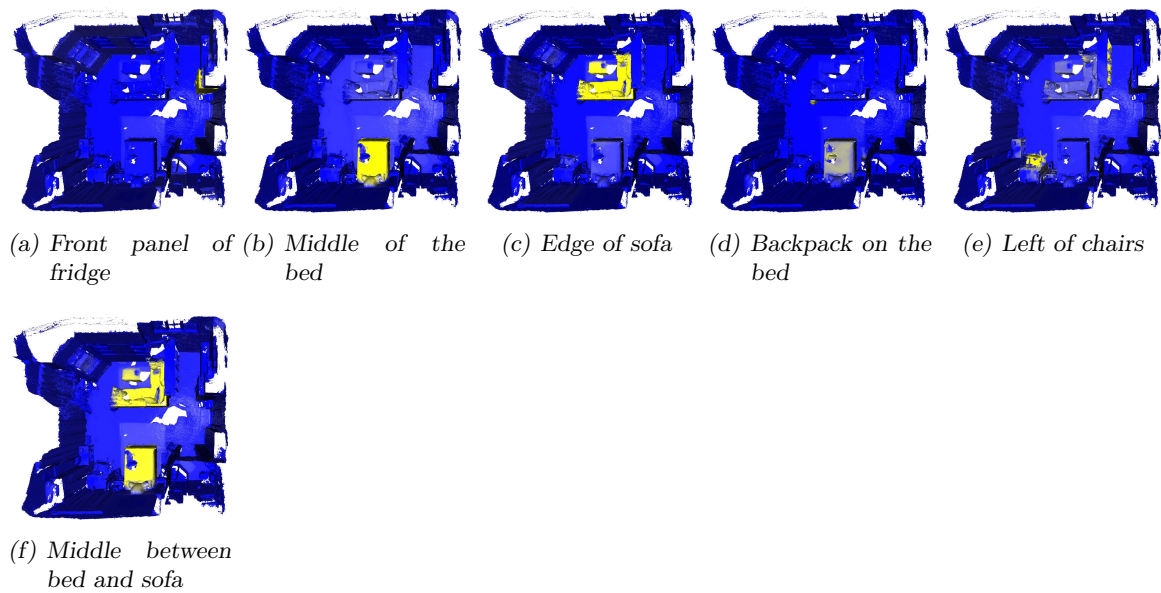 (a) Front panel of
fridge
(b) Middle of the
bed
(c) Edge of sofa
(d) Backpack on the
bed
(e) Left of chairs
(f) Middle between
bed and sofa